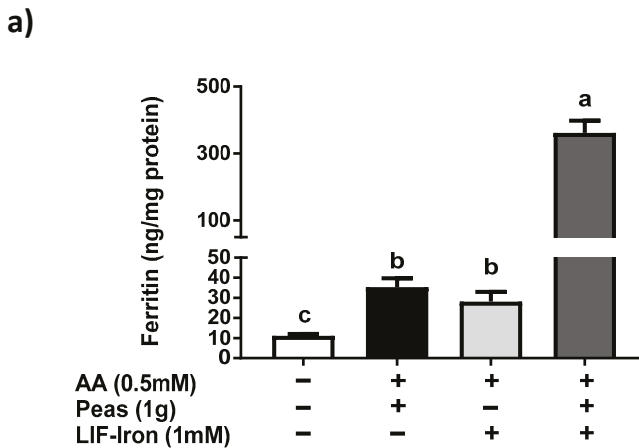 a)
Ferritin (ng/mg protein)
500
300
100
50
40
30
20
10
0
c
b
b
a
AA (0.5mM) – + + +
Peas (1g) – + – +
LIF-Iron (1mM) – – + +